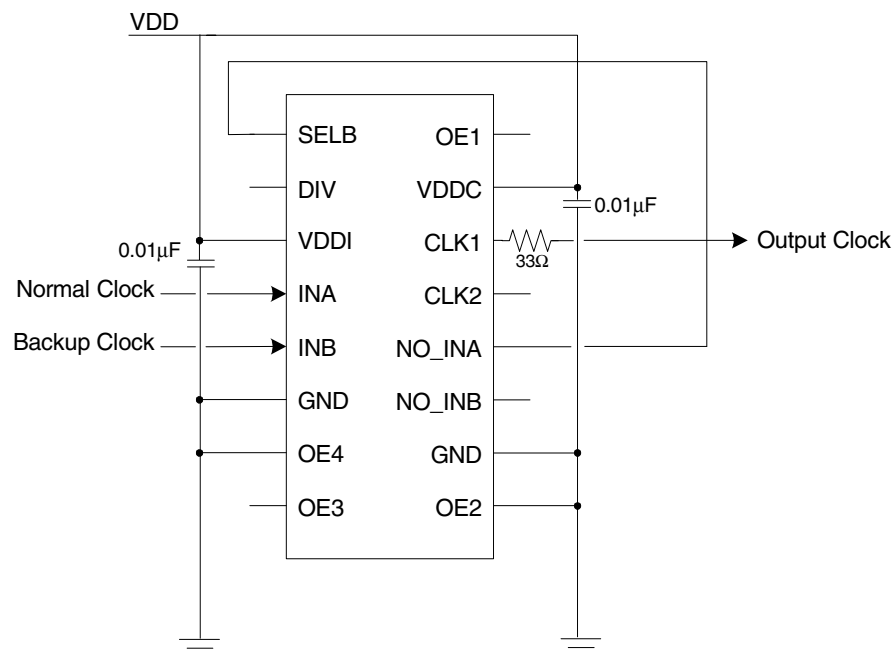 VDD
SELB
OE1
DIV
VDDC
0.01µF
0.01µF
VDDI
CLK1
33Ω
Output Clock
Normal Clock
INA
CLK2
Backup Clock
INB
NO_INA
GND
NO_INB
OE4
GND
OE3
OE2